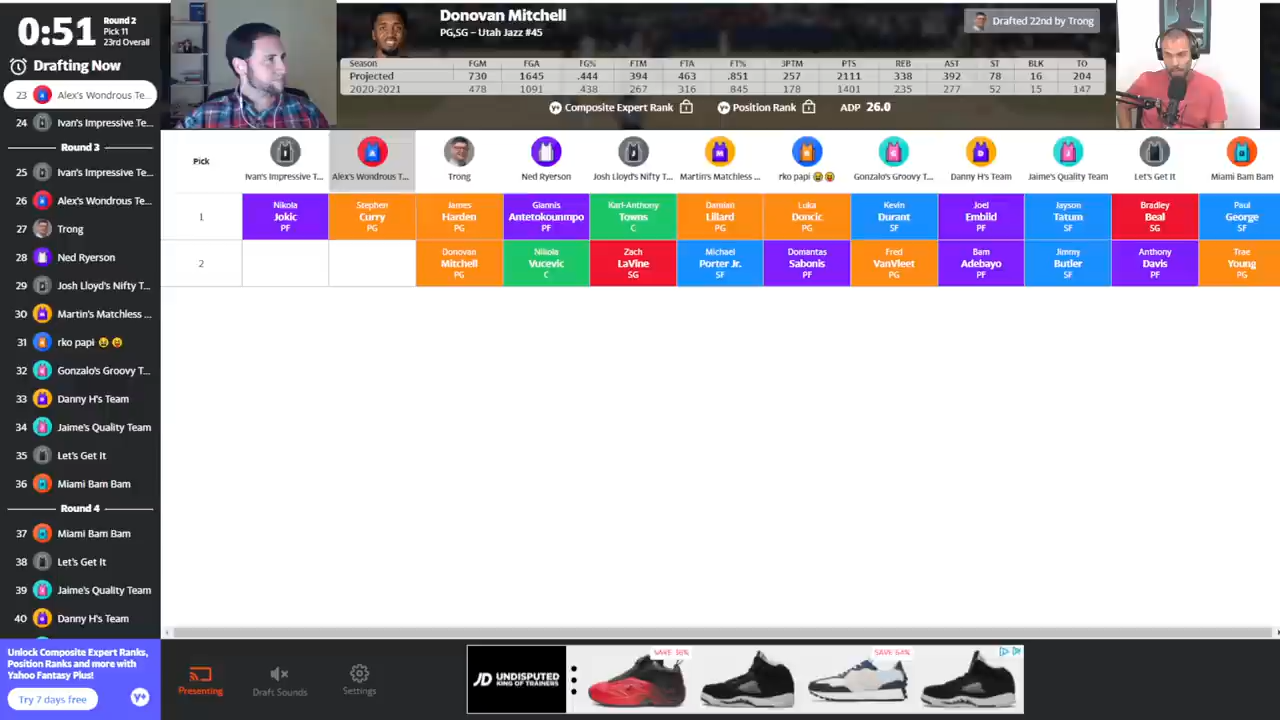 0:51
Round 2
Pick 11
23rd Overall
Drafting Now
23 Alex's Wondrous Te...
24 Ivan's Impressive Te...
Round 3
25 Ivan's Impressive Te...
26 Alex's Wondrous Te...
27 Trong
28 Ned Ryerson
29 Josh Lloyd's Nifty T...
30 Martin's Matchless ...
31 rko papi 😭 😛
32 Gonzalo's Groovy T...
33 Danny H's Team
34 Jaime's Quality Team
35 Let's Get It
36 Miami Bam Bam
Round 4
37 Miami Bam Bam
38 Let's Get It
39 Jaime's Quality Team
40 Danny H's Team
Unlock Composite Expert Ranks,
Position Ranks and more with
Yahoo Fantasy Plus!
Try 7 days free
Y+
Donovan Mitchell
PG,SG – Utah Jazz #45
Drafted 22nd by Trong
Season FGM FGA FG% FTM FTA FT% 3PTM PTS REB AST ST BLK TO
Projected 730 1645 .444 394 463 .851 257 2111 338 392 78 16 204
2020-2021 478 1091 .438 267 316 .845 178 1401 235 277 52 15 147
Y+ Composite Expert Rank Y+ Position Rank ADP 26.0
Pick Ivan's Impressive T... Alex's Wondrous T... Trong Ned Ryerson Josh Lloyd's Nifty T... Martin's Matchless ... rko papi 😭 😛 Gonzalo's Groovy T... Danny H's Team Jaime's Quality Team Let's Get It Miami Bam Bam
1
Nikola Stephen James Giannis Karl-Anthony Damian Luka Kevin Joel Jayson Bradley Paul
Jokic Curry Harden Antetokounmpo Towns Lillard Doncic Durant Embiid Tatum Beal George
PF PG PG PF C PG PG SF PF SF SG SF
2
Donovan Nikola Zach Michael Domantas Fred Bam Jimmy Anthony Trae
Mitchell Vucevic LaVine Porter Jr. Sabonis VanVleet Adebayo Butler Davis Young
PG C SG SF PF PG PF SF PF PG
Presenting
Draft Sounds
Settings
JD UNDISPUTED
KING OF TRAINERS
SAVE 64%